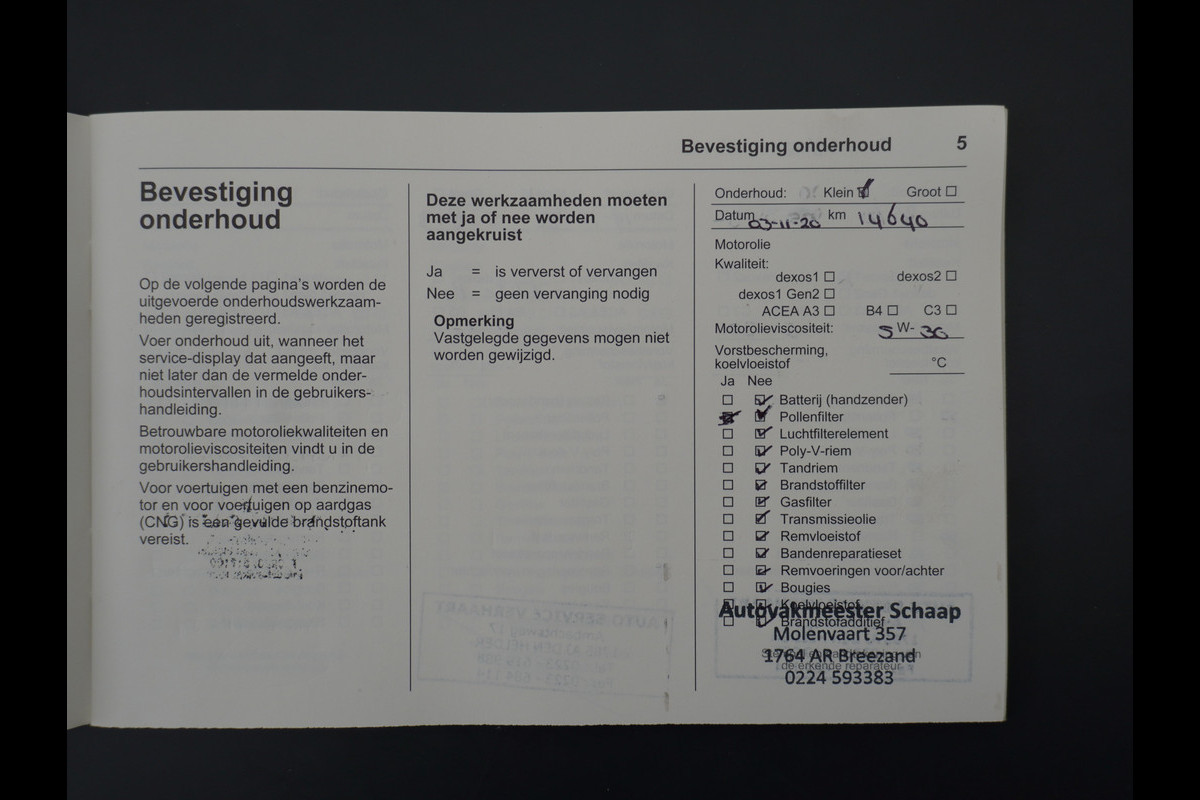 Bevestiging onderhoud 5
Bevestiging
onderhoud
Op de volgende pagina's worden de
uitgevoerde onderhoudswerkzaam-
heden geregistreerd.
Voer onderhoud uit, wanneer het
service-display dat aangeeft, maar
niet later dan de vermelde onder-
houdsintervallen in de gebruikers-
handleiding.
Betrouwbare motoroliekwaliteiten en
motorolieviscositeiten vindt u in de
gebruikershandleiding.
Voor voertuigen met een benzinemo-
tor en voor voertuigen op aardgas
(CNG) is een gevulde brandstoftank
vereist.
Deze werkzaamheden moeten
met ja of nee worden
aangekruist
Ja = is ververst of vervangen
Nee = geen vervanging nodig
Opmerking
Vastgelegde gegevens mogen niet
worden gewijzigd.
Onderhoud: Klein Groot
Datum 03-11-20 km 14640
Motorolie
Kwaliteit:
dexos1 dexos2
dexos1 Gen2
ACEA A3 B4 C3
Motorolieviscositeit: 5 W- 30
Vorstbescherming,
koelvloeistof °C
Ja Nee
Batterij (handzender)
Pollenfilter
Luchtfilterelement
Poly-V-riem
Tandriem
Brandstoffilter
Gasfilter
Transmissieolie
Remvloeistof
Bandenreparatieset
Remvoeringen voor/achter
Bougies
Koelvloeistof
Autovakmeester Schaap
Brandstofadditief
Molenvaart 357
1764 AR Breezand
de erkende reparateur
0224 593383